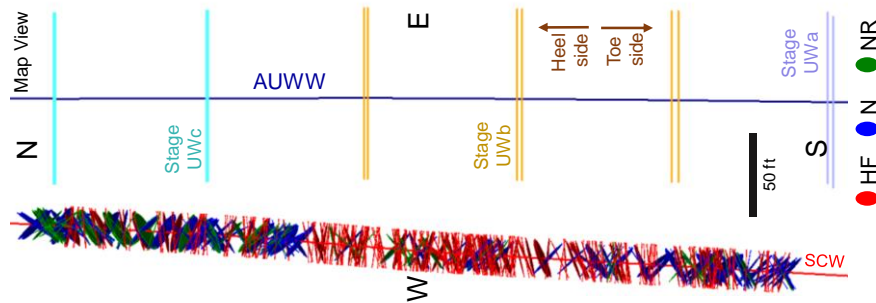 Map View
E
AUWW
Heel
side
Toe
side
Stage
UWa
NR
N
Stage
UWc
Stage
UWb
50 ft
S
N
HF
W
SCW